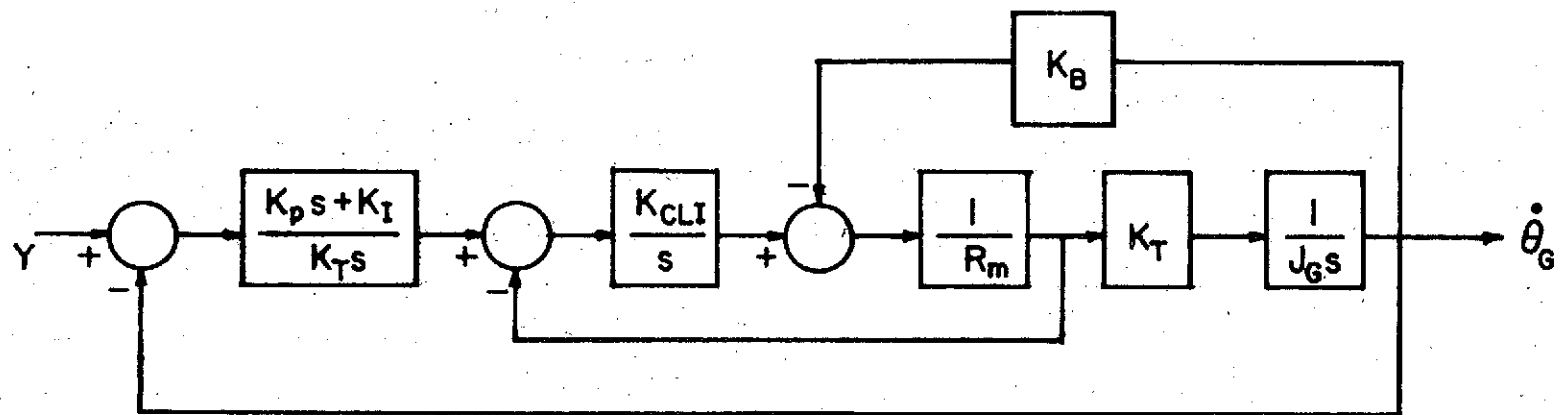 K_B
Y
+
-
K_p s + K_I
K_T s
+
-
K_CLI
s
+
-
1
R_m
K_T
1
J_G s
θ̇_G